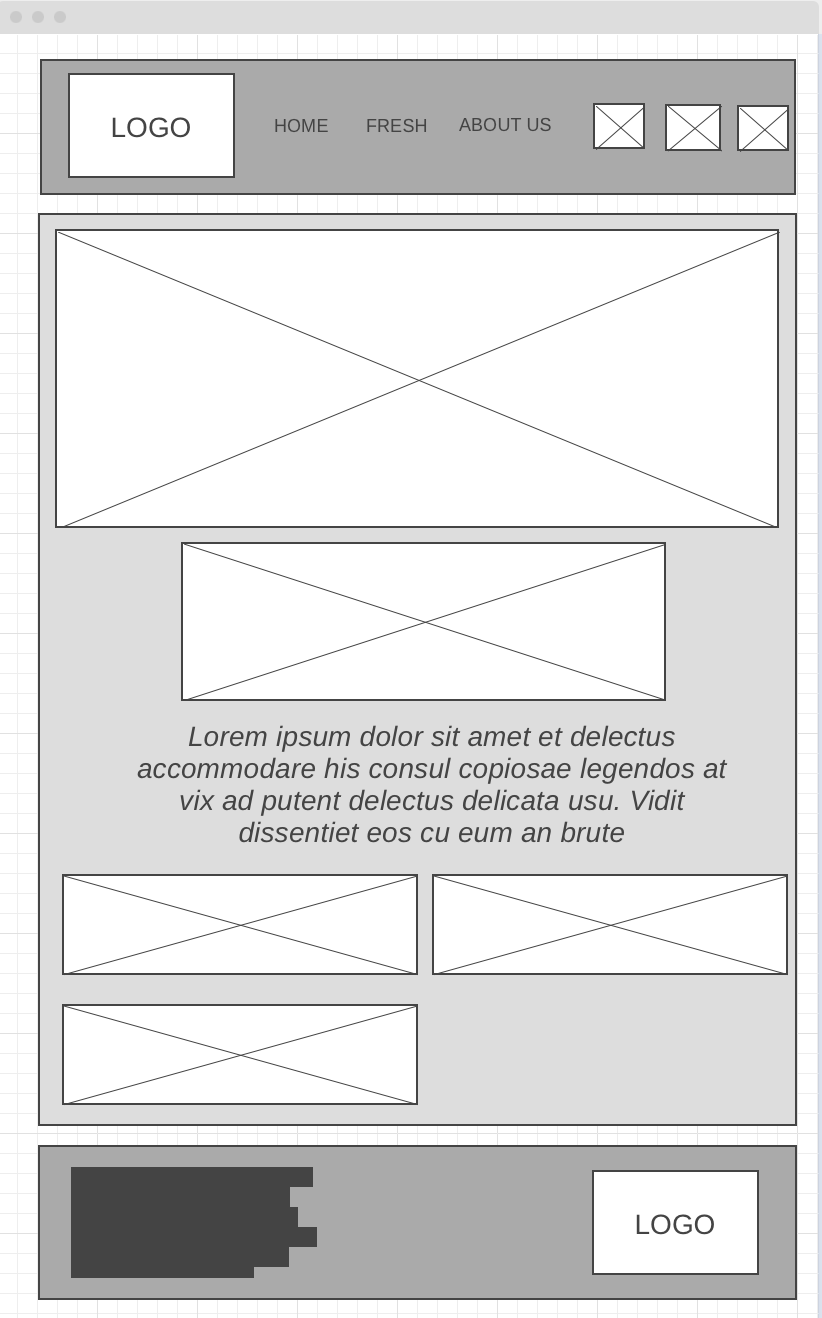 LOGO
HOME
FRESH
ABOUT US
Lorem ipsum dolor sit amet et delectus
accommodare his consul copiosae legendos at
vix ad putent delectus delicata usu. Vidit
dissentiet eos cu eum an brute
LOGO